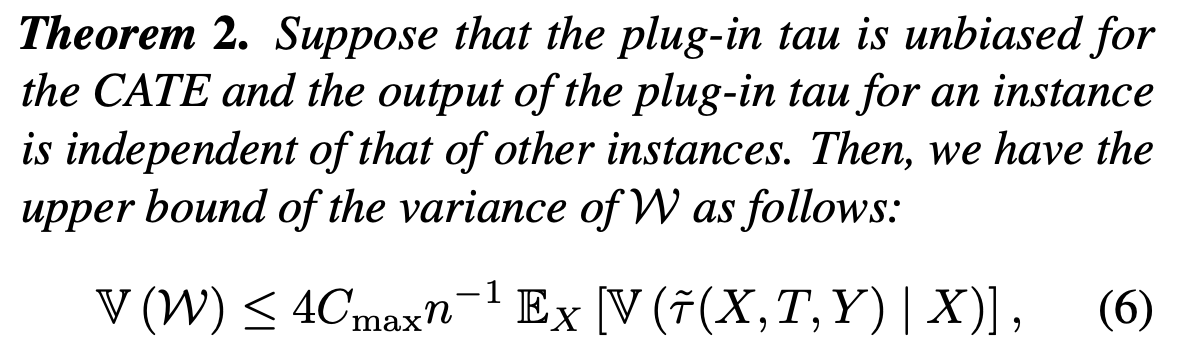 Theorem 2. Suppose that the plug-in tau is unbiased for
the CATE and the output of the plug-in tau for an instance
is independent of that of other instances. Then, we have the
upper bound of the variance of 𝒲 as follows:
𝕍 (𝒲) ≤ 4C_max n⁻¹ 𝔼_X [𝕍 (τ̃(X, T, Y) | X)] , (6)